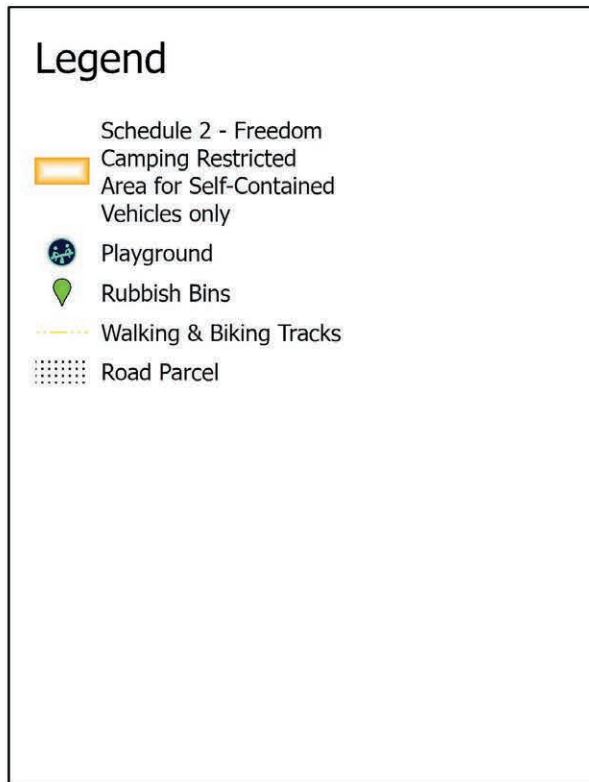 Legend
Schedule 2 - Freedom
Camping Restricted
Area for Self-Contained
Vehicles only
Playground
Rubbish Bins
Walking & Biking Tracks
Road Parcel